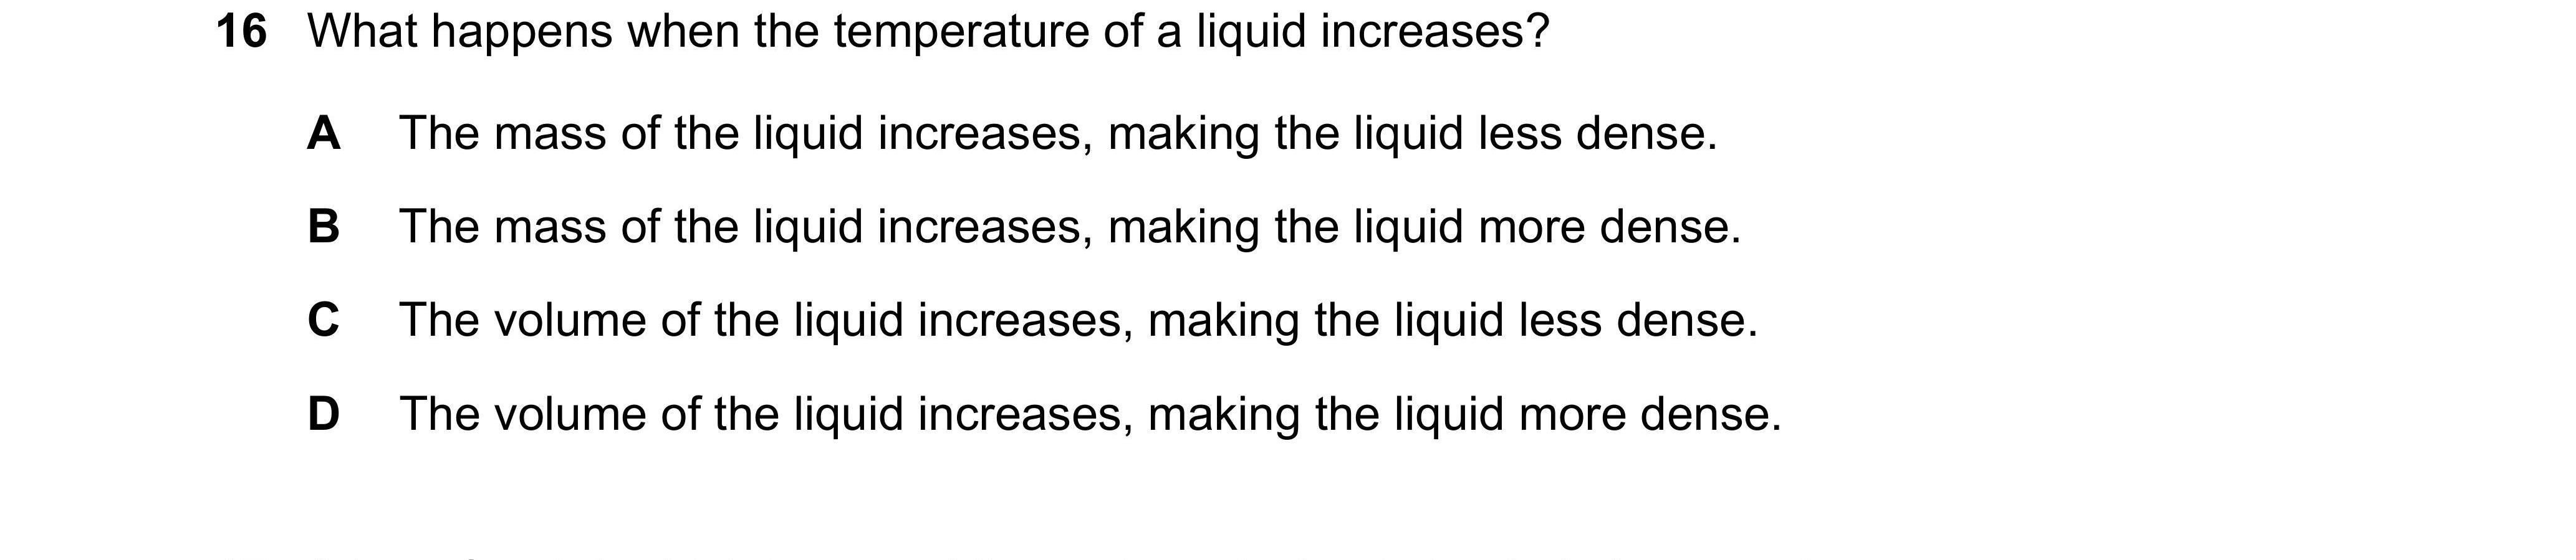 16 What happens when the temperature of a liquid increases?
A The mass of the liquid increases, making the liquid less dense.
B The mass of the liquid increases, making the liquid more dense.
C The volume of the liquid increases, making the liquid less dense.
D The volume of the liquid increases, making the liquid more dense.